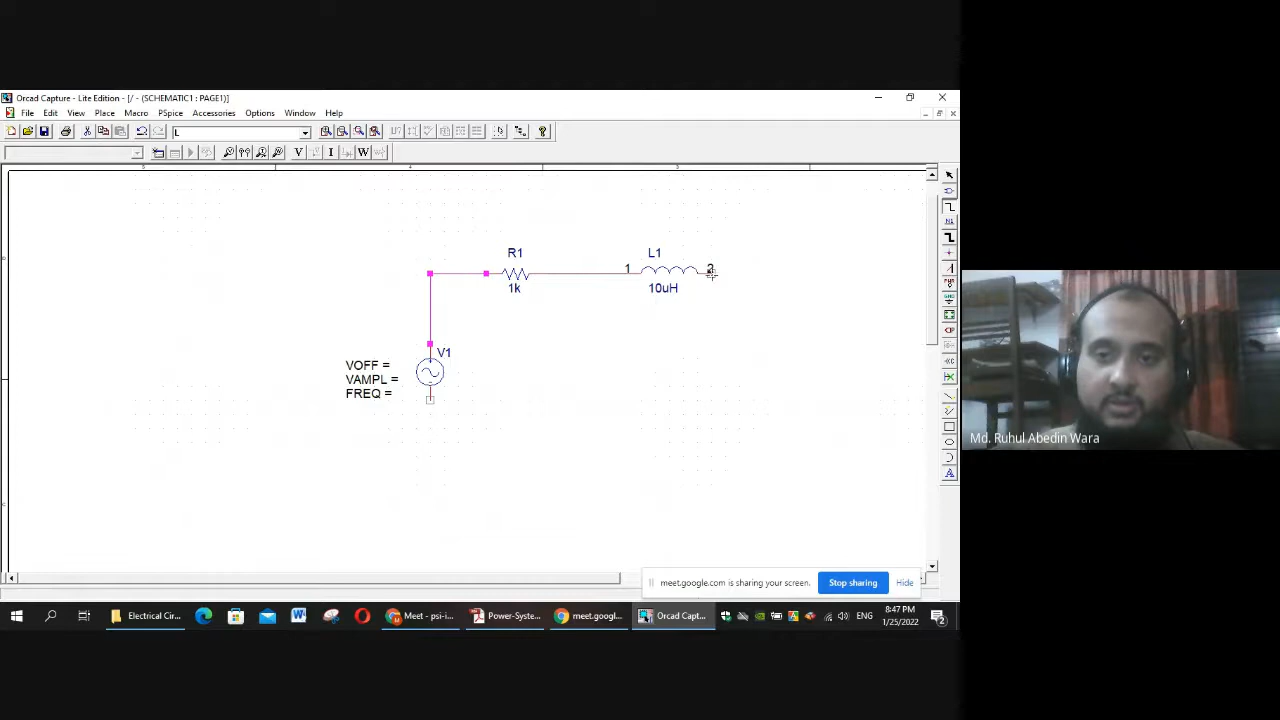 Orcad Capture - Lite Edition - [/ - (SCHEMATIC1 : PAGE1)]
File Edit View Place Macro PSpice Accessories Options Window Help
L
V I W
R1
1k
1
L1
10uH
2
V1
VOFF =
VAMPL =
FREQ =
Md. Ruhul Abedin Wara
meet.google.com is sharing your screen.
Stop sharing
Hide
Electrical Cir...
Meet - psi-i...
Power-Syste...
meet.googl...
Orcad Capt...
ENG
8:47 PM
1/25/2022
2